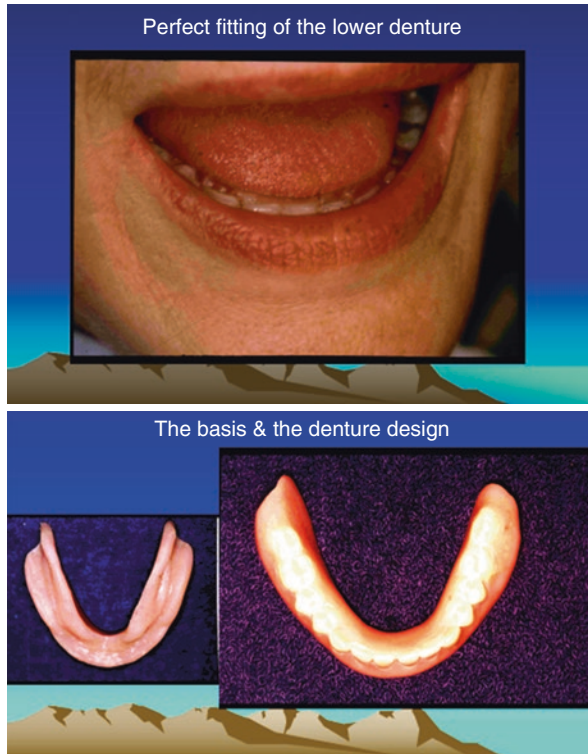 Perfect fitting of the lower denture
The basis & the denture design